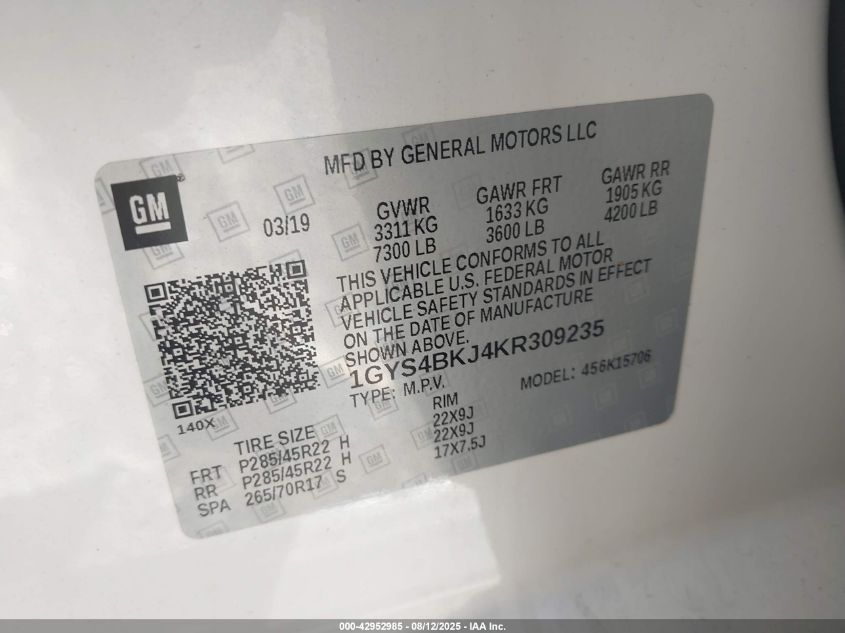 MFD BY GENERAL MOTORS LLC
GM
03/19
GVWR
3311 KG
7300 LB
GAWR FRT
1633 KG
3600 LB
GAWR RR
1905 KG
4200 LB
THIS VEHICLE CONFORMS TO ALL
APPLICABLE U.S. FEDERAL MOTOR
VEHICLE SAFETY STANDARDS IN EFFECT
ON THE DATE OF MANUFACTURE
SHOWN ABOVE.
1GYS4BKJ4KR309235
TYPE: M.P.V.
MODEL: 456K15706
140X
TIRE SIZE
RIM
FRT P285/45R22 H 22X9J
RR P285/45R22 H 22X9J
SPA 265/70R17 S 17X7.5J
000-42952985 - 08/12/2025 - IAA Inc.